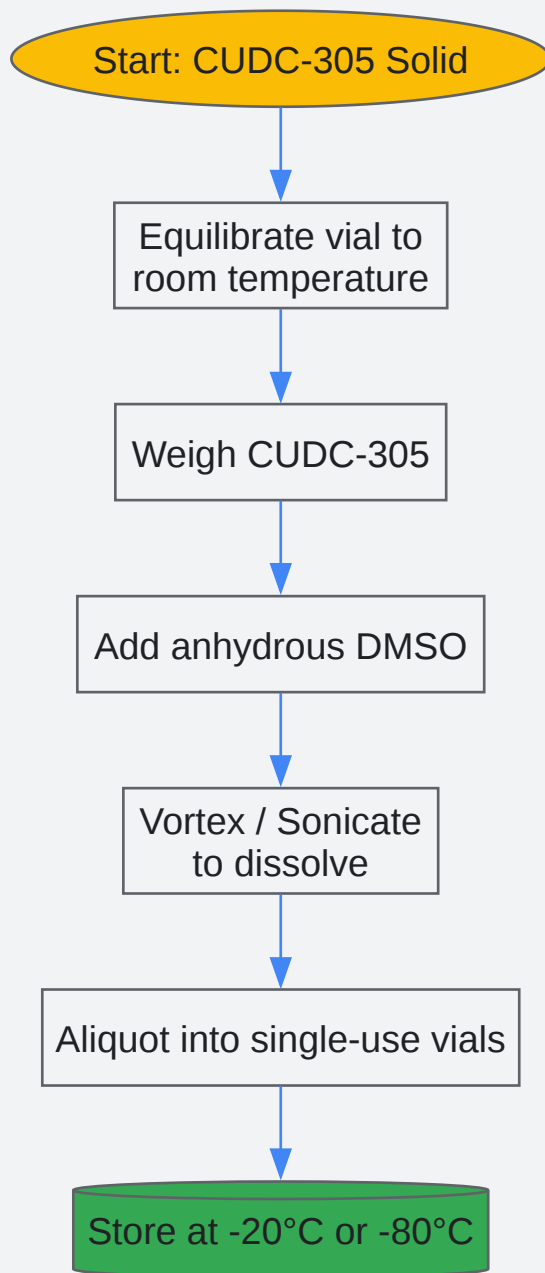 Start: CUDC-305 Solid
Equilibrate vial to
room temperature
Weigh CUDC-305
Add anhydrous DMSO
Vortex / Sonicate
to dissolve
Aliquot into single-use vials
Store at -20°C or -80°C